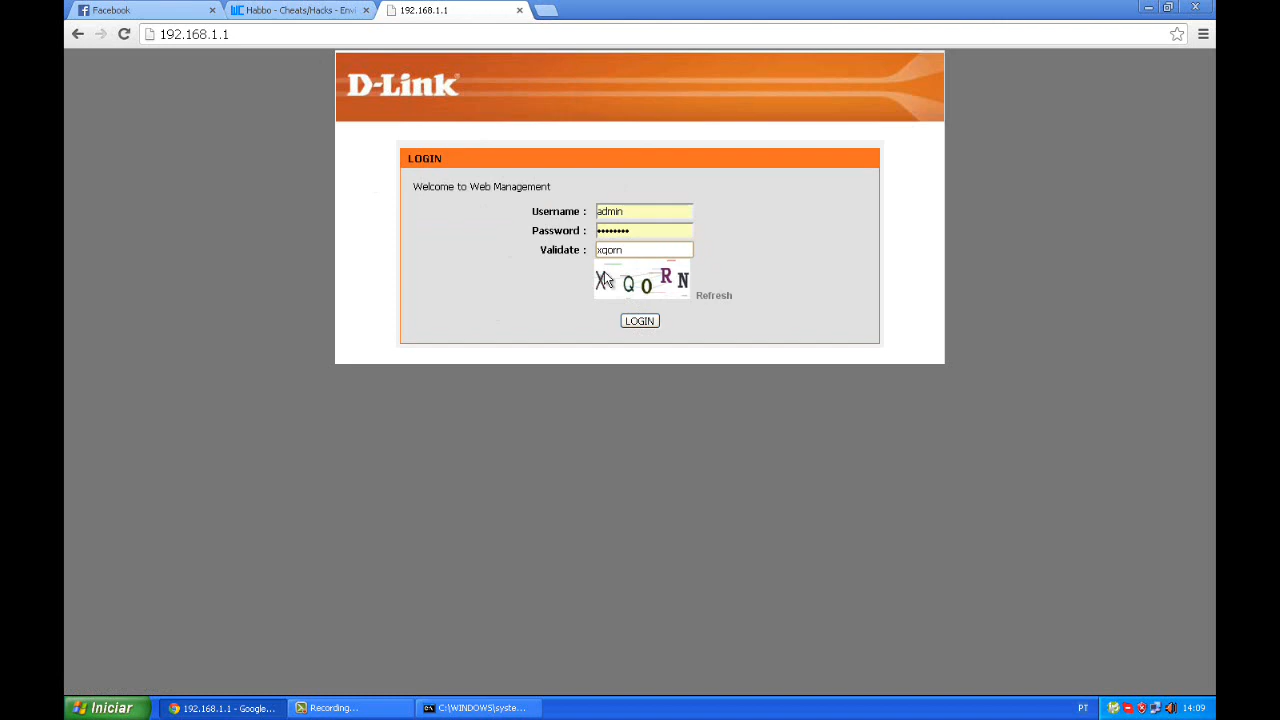 Facebook
Habbo - Cheats/Hacks - Envi
192.168.1.1
192.168.1.1
D-Link
LOGIN
Welcome to Web Management
Username : admin
Password : ••••••••
Validate : xqorn
X Q O R N
Refresh
LOGIN
Iniciar
192.168.1.1 - Google...
Recording...
C:\WINDOWS\syste...
PT
14:09